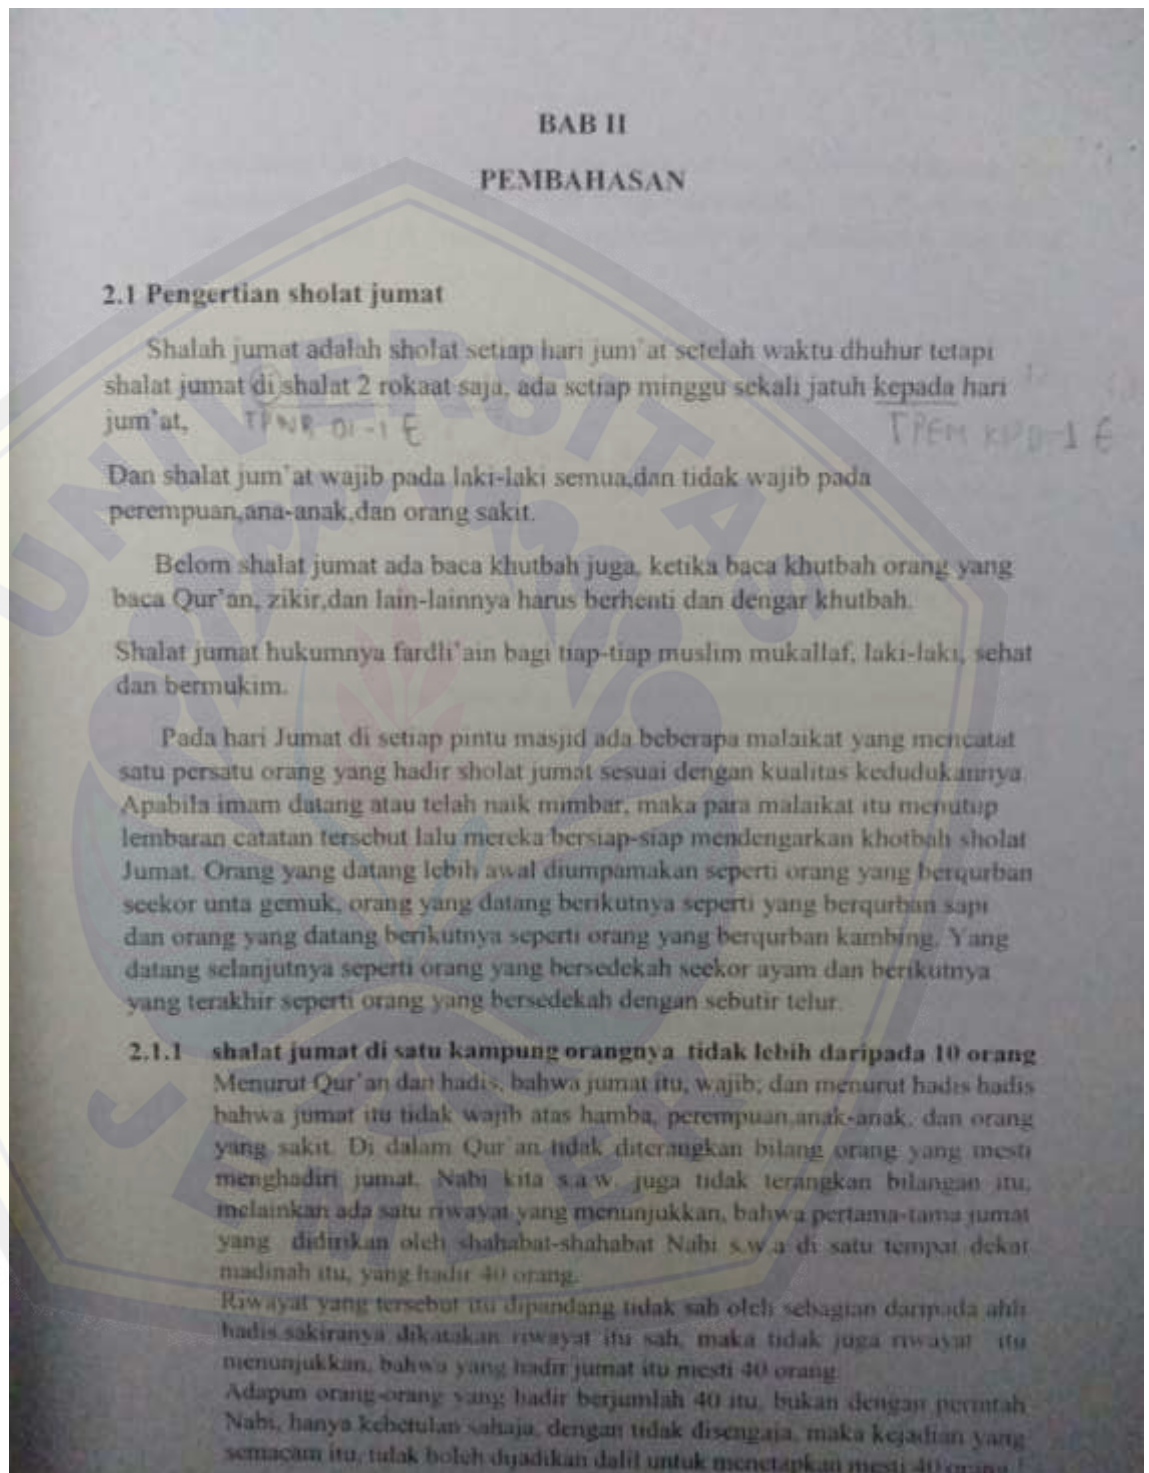 BAB II
PEMBAHASAN
2.1 Pengertian sholat jumat
Shalah jumat adalah sholat setiap hari jum'at setelah waktu dhuhur tetapi
shalat jumat di shalat 2 rokaat saja, ada setiap minggu sekali jatuh kepada hari
jum'at,
TPNR DI-1 E
TPEM KPD-1 E
Dan shalat jum'at wajib pada laki-laki semua,dan tidak wajib pada
perempuan,ana-anak,dan orang sakit.
Belom shalat jumat ada baca khutbah juga, ketika baca khutbah orang yang
baca Qur'an, zikir,dan lain-lainnya harus berhenti dan dengar khutbah.
Shalat jumat hukumnya fardli'ain bagi tiap-tiap muslim mukallaf, laki-laki, sehat
dan bermukim.
Pada hari Jumat di setiap pintu masjid ada beberapa malaikat yang mencatat
satu persatu orang yang hadir sholat jumat sesuai dengan kualitas kedudukannya
Apabila imam datang atau telah naik mimbar, maka para malaikat itu menutup
lembaran catatan tersebut lalu mereka bersiap-siap mendengarkan khotbah sholat
Jumat. Orang yang datang lebih awal diumpamakan seperti orang yang berqurban
seekor unta gemuk, orang yang datang berikutnya seperti yang berqurban sapi
dan orang yang datang berikutnya seperti orang yang berqurban kambing. Yang
datang selanjutnya seperti orang yang bersedekah seekor ayam dan berikutnya
yang terakhir seperti orang yang bersedekah dengan sebutir telur.
2.1.1 shalat jumat di satu kampung orangnya tidak lebih daripada 10 orang
Menurut Qur'an dan hadis, bahwa jumat itu, wajib; dan menurut hadis hadis
bahwa jumat itu tidak wajib atas hamba, perempuan,anak-anak, dan orang
yang sakit. Di dalam Qur'an tidak diterangkan bilang orang yang mesti
menghadiri jumat. Nabi kita s.a.w. juga tidak terangkan bilangan itu,
melainkan ada satu riwayat yang menunjukkan, bahwa pertama-tama jumat
yang didirikan oleh shahabat-shahabat Nabi s.w.a di satu tempat dekat
madinah itu, yang hadir 40 orang.
Riwayat yang tersebut itu dipandang tidak sah oleh sebagian daripada ahli
hadis,sakiranya dikatakan riwayat itu sah, maka tidak juga riwayat itu
menunjukkan, bahwa yang hadir jumat itu mesti 40 orang
Adapun orang-orang yang hadir berjumlah 40 itu, bukan dengan perintah
Nabi, hanya kebetulan sahaja, dengan tidak disengaja, maka kejadian yang
semacam itu, tidak boleh dijadikan dalil untuk menetapkan mesti 40 orang
UNIVERSITAS
JEMBER